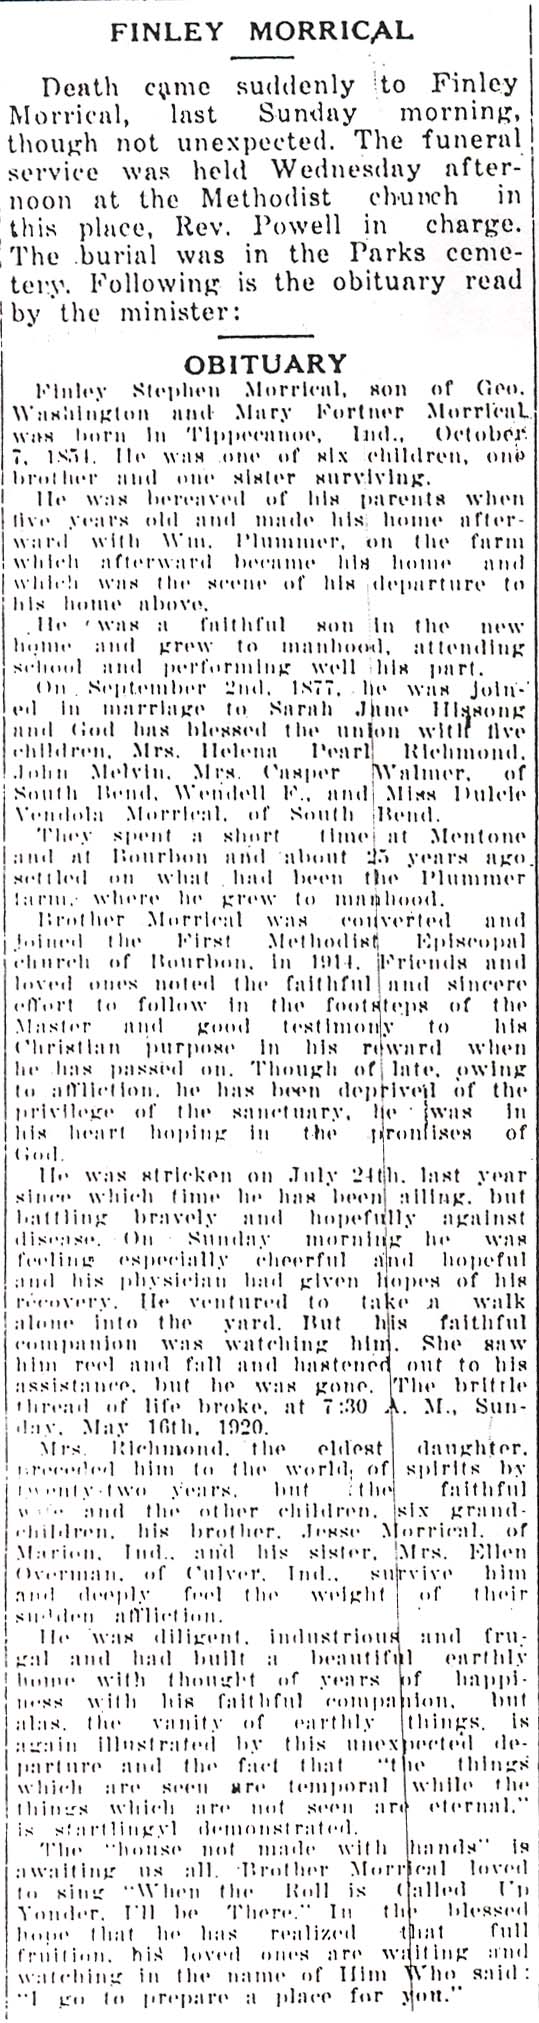 FINLEY MORRICAL
Death came suddenly to Finley
Morrical, last Sunday morning,
though not unexpected. The funeral
service was held Wednesday after-
noon at the Methodist church in
this place, Rev. Powell in charge.
The burial was in the Parks ceme-
tery. Following is the obituary read
by the minister:
OBITUARY
Finley Stephen Morrical, son of Geo.
Washington and Mary Fortner Morrical
was born in Tippecanoe, Ind., October
7, 1854. He was one of six children, one
brother and one sister surviving.
He was bereaved of his parents when
five years old and made his home after-
ward with Wm. Plummer, on the farm
which afterward became his home and
which was the scene of his departure to
his home above.
He was a faithful son in the new
home and grew to manhood, attending
school and performing well his part.
On September 2nd, 1877, he was join-
ed in marriage to Sarah Jane Hissong
and God has blessed the union with five
children, Mrs. Helena Pearl Richmond,
John Melvin, Mrs. Casper Walmer, of
South Bend, Wendell F., and Miss Dulcie
Vendola Morrical, of South Bend.
They spent a short time at Mentone
and at Bourbon and about 25 years ago
settled on what had been the Plummer
farm, where he grew to manhood.
Brother Morrical was converted and
joined the First Methodist Episcopal
church of Bourbon, in 1914. Friends and
loved ones noted the faithful and sincere
effort to follow in the footsteps of the
Master and good testimony to his
Christian purpose in his reward when
he has passed on. Though of late, owing
to affliction, he has been deprived of the
privilege of the sanctuary, he was in
his heart hoping in the promises of
God.
He was stricken on July 24th, last year
since which time he has been ailing, but
battling bravely and hopefully against
disease. On Sunday morning he was
feeling especially cheerful and hopeful
and his physician had given hopes of his
recovery. He ventured to take a walk
alone into the yard. But his faithful
companion was watching him. She saw
him reel and fall and hastened out to his
assistance, but he was gone. The brittle
thread of life broke, at 7:30 A. M., Sun-
day, May 16th, 1920.
Mrs. Richmond, the eldest daughter,
preceded him to the world of spirits by
twenty-two years, but the faithful
wife and the other children, six grand-
children, his brother, Jesse Morrical, of
Marion, Ind., and his sister, Mrs. Ellen
Overman, of Culver, Ind., survive him
and deeply feel the weight of their
sudden affliction.
He was diligent, industrious and fru-
gal and had built a beautiful earthly
home with thought of years of happi-
ness with his faithful companion, but
alas, the vanity of earthly things, is
again illustrated by this unexpected de-
parture and the fact that "the things
which are seen are temporal while the
things which are not seen are eternal,"
is startlingyl demonstrated.
The "house not made with hands" is
awaiting us all. Brother Morrical loved
to sing "When the Roll is Called Up
Yonder, I'll be There." In the blessed
hope that he has realized that full
fruition, his loved ones are waiting and
watching in the name of Him Who said:
"I go to prepare a place for you."